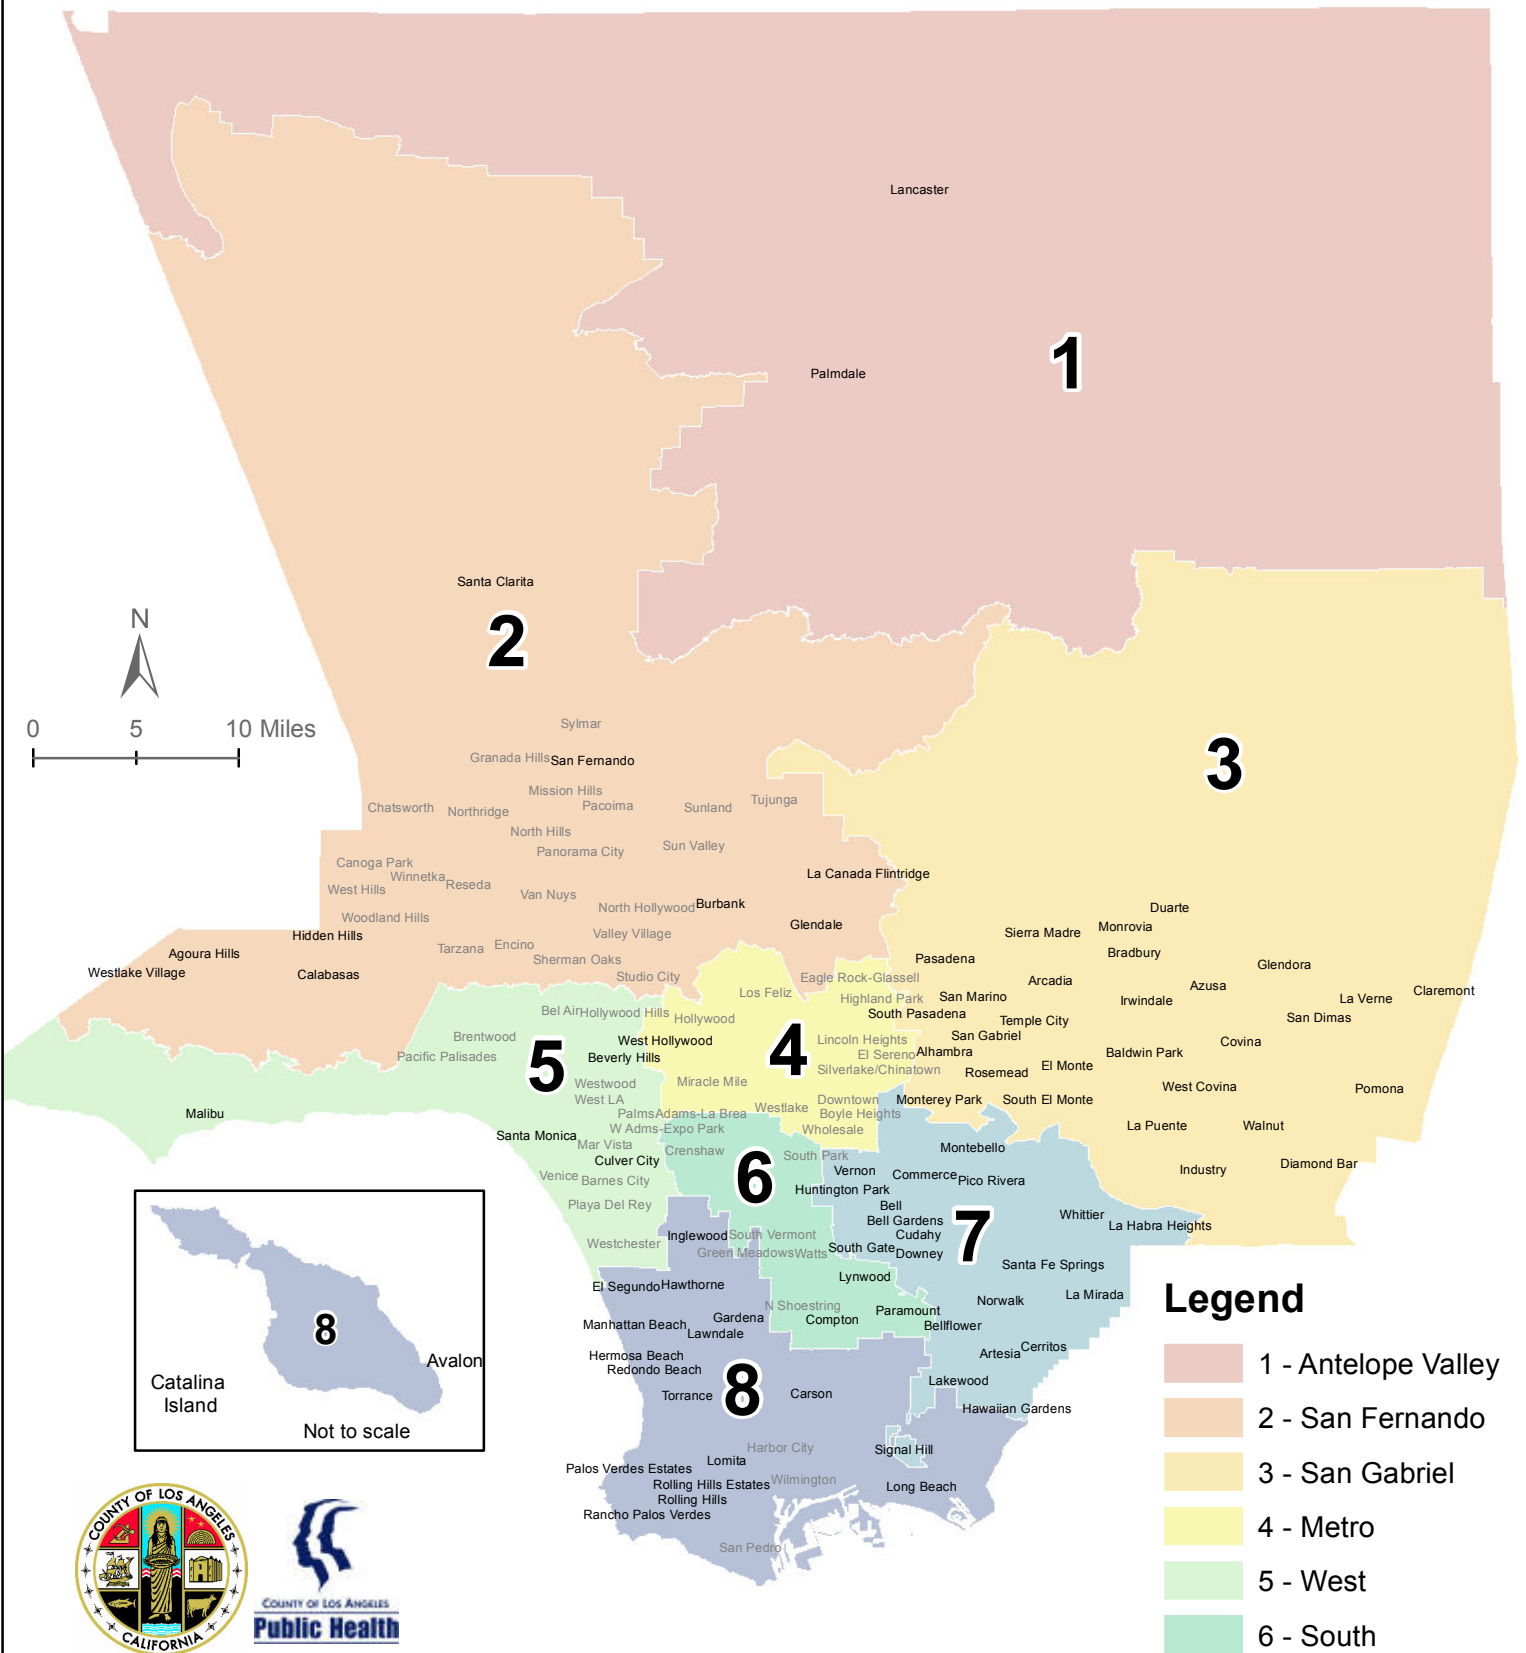 Lancaster
1
Palmdale
Santa Clarita
2
N
0 5 10 Miles
Sylmar
Granada Hills
San Fernando
3
Mission Hills
Chatsworth
Northridge
Pacoima
Sunland
Tujunga
North Hills
Panorama City
Sun Valley
Canoga Park
Winnetka
West Hills
Reseda
Van Nuys
La Canada Flintridge
North Hollywood
Burbank
Woodland Hills
Glendale
Valley Village
Hidden Hills
Tarzana
Encino
Agoura Hills
Sherman Oaks
Westlake Village
Calabasas
Studio City
Duarte
Monrovia
Sierra Madre
Bradbury
Pasadena
Glendora
Arcadia
Azusa
Claremont
San Marino
Irwindale
La Verne
South Pasadena
San Dimas
Temple City
San Gabriel
Covina
Alhambra
Baldwin Park
El Monte
Rosemead
West Covina
Pomona
Monterey Park
South El Monte
La Puente
Walnut
Industry
Diamond Bar
Eagle Rock-Glassell
Los Feliz
Highland Park
Hollywood
4
Lincoln Heights
El Sereno
Silverlake/Chinatown
West Hollywood
Miracle Mile
Downtown
Westlake
Boyle Heights
Wholesale
Bel Air
Hollywood Hills
Brentwood
Pacific Palisades
5
Beverly Hills
Westwood
West LA
Malibu
Palms
Adams-La Brea
W Adms-Expo Park
Santa Monica
Mar Vista
Culver City
Venice
Barnes City
Playa Del Rey
Westchester
Crenshaw
6
South Park
South Vermont
Green Meadows
Watts
Lynwood
N Shoestring
Compton
Paramount
Montebello
Vernon
Commerce
Pico Rivera
Huntington Park
Bell
Bell Gardens
Cudahy
7
Whittier
La Habra Heights
South Gate
Downey
Santa Fe Springs
Norwalk
La Mirada
Bellflower
Artesia
Cerritos
Lakewood
Hawaiian Gardens
Signal Hill
Inglewood
El Segundo
Hawthorne
Gardena
Manhattan Beach
Lawndale
Hermosa Beach
Redondo Beach
8
Torrance
Carson
Harbor City
Lomita
Palos Verdes Estates
Rolling Hills Estates
Wilmington
Long Beach
Rolling Hills
Rancho Palos Verdes
San Pedro
8
Avalon
Catalina
Island
Not to scale
COUNTY OF LOS ANGELES
CALIFORNIA
COUNTY OF LOS ANGELES
Public Health
Legend
1 - Antelope Valley
2 - San Fernando
3 - San Gabriel
4 - Metro
5 - West
6 - South